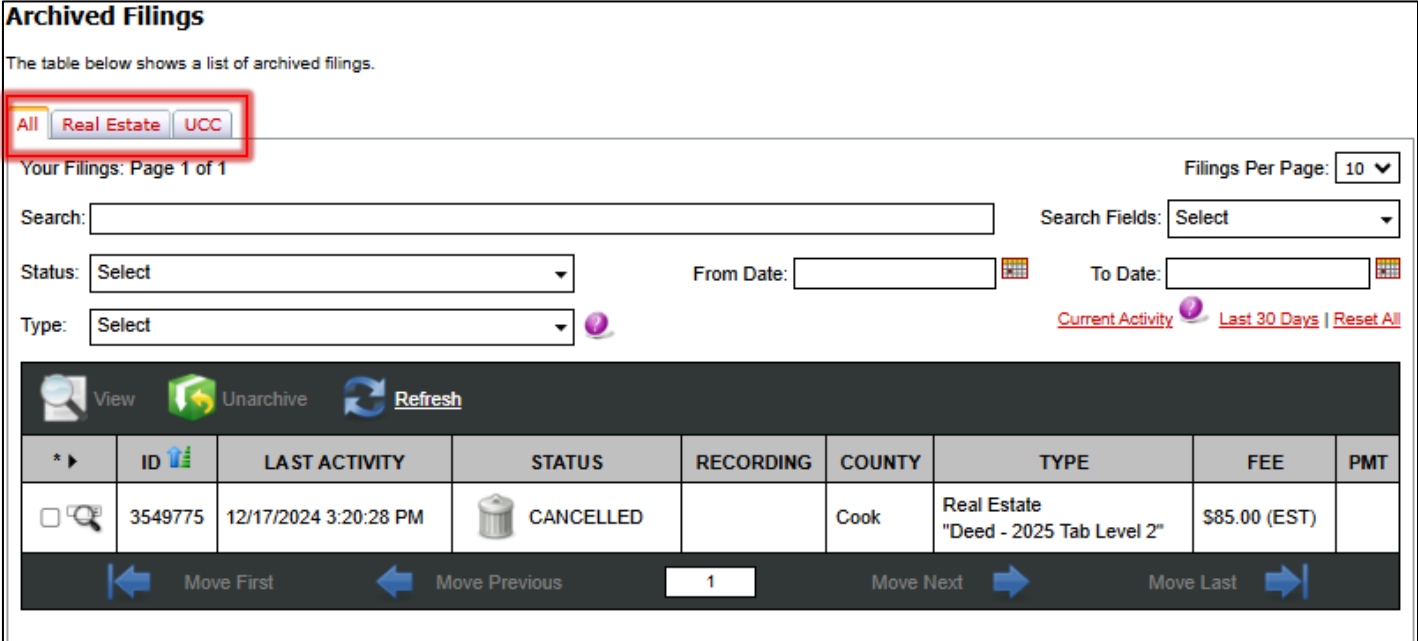 Archived Filings
The table below shows a list of archived filings.
All Real Estate UCC
Your Filings: Page 1 of 1 Filings Per Page: 10
Search: Search Fields: Select
Status: Select From Date: To Date:
Type: Select ? Current Activity ? Last 30 Days | Reset All
View Unarchive Refresh
* ID LAST ACTIVITY STATUS RECORDING COUNTY TYPE FEE PMT
3549775 12/17/2024 3:20:28 PM CANCELLED Cook Real Estate $85.00 (EST)
"Deed - 2025 Tab Level 2"
Move First Move Previous 1 Move Next Move Last